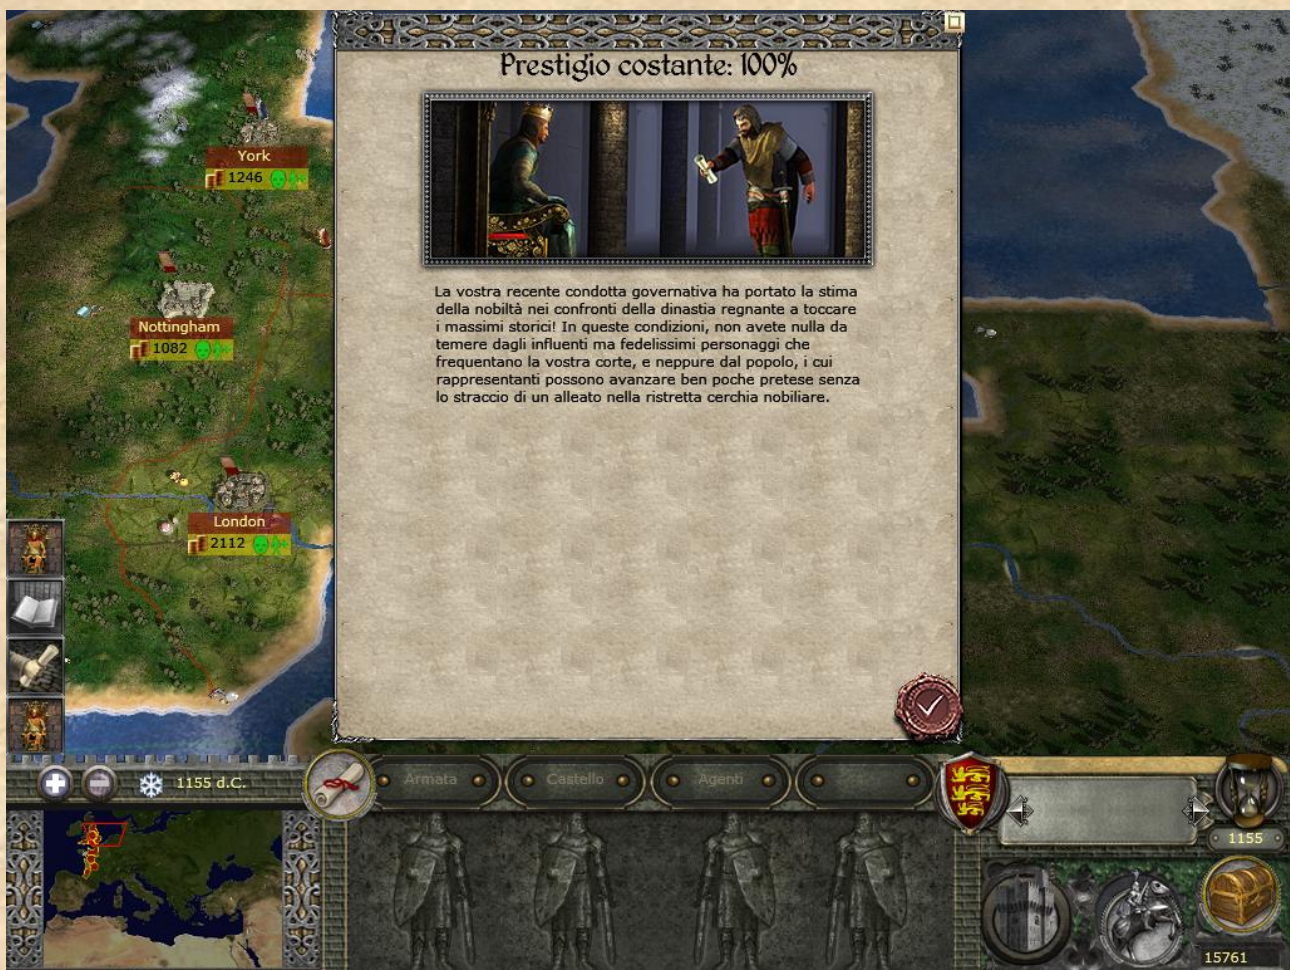 Prestigio costante: 100%
La vostra recente condotta governativa ha portato la stima
della nobiltà nei confronti della dinastia regnante a toccare
i massimi storici! In queste condizioni, non avete nulla da
temere dagli influenti ma fedelissimi personaggi che
frequentano la vostra corte, e neppure dal popolo, i cui
rappresentanti possono avanzare ben poche pretese senza
lo straccio di un alleato nella ristretta cerchia nobiliare.
York
1246
Nottingham
1082
London
2112
1155 d.C.
Armata
Castello
Agenti
1155
15761